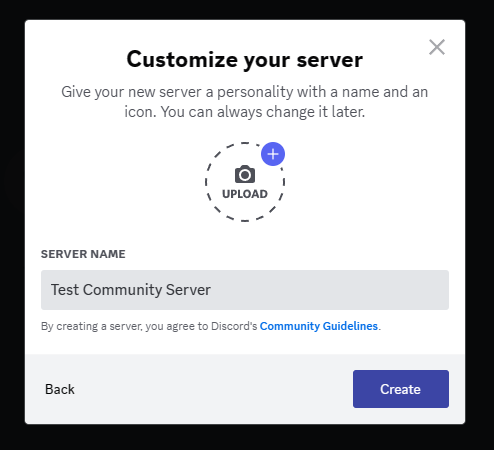 Customize your server
Give your new server a personality with a name and an
icon. You can always change it later.
UPLOAD
SERVER NAME
Test Community Server
By creating a server, you agree to Discord's Community Guidelines.
Back
Create